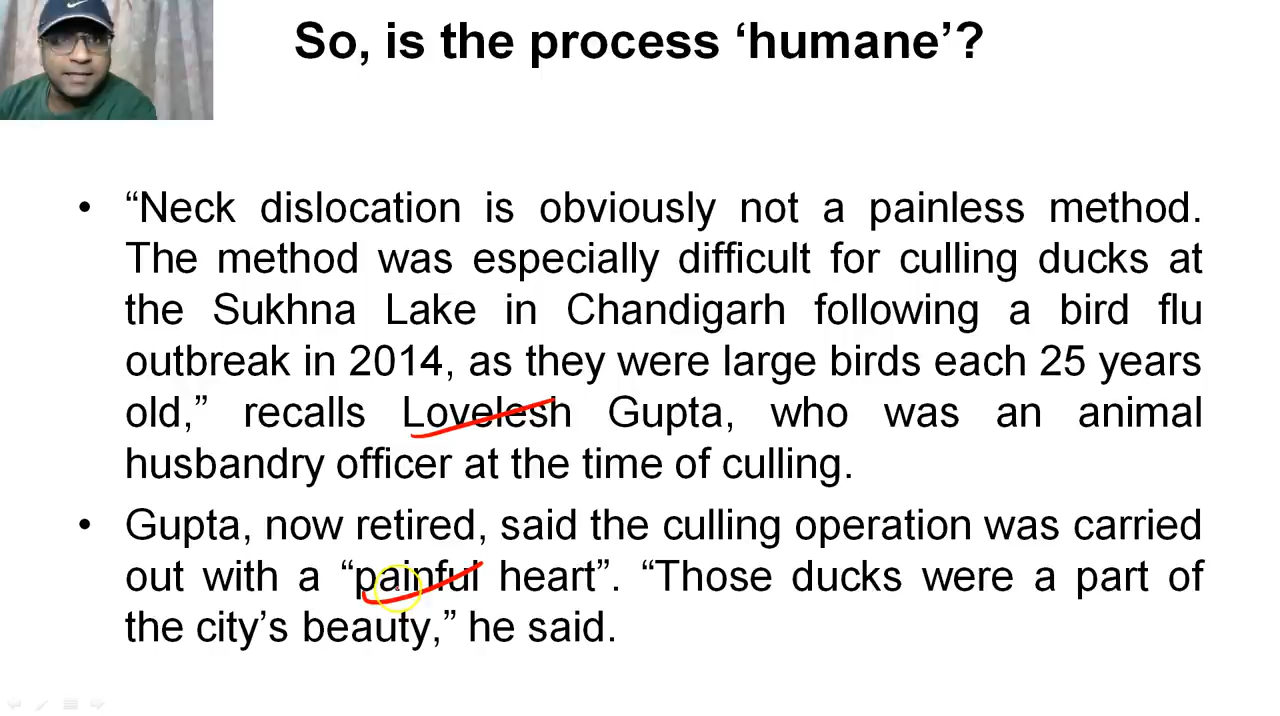 So, is the process ‘humane’?
• “Neck dislocation is obviously not a painless method.
The method was especially difficult for culling ducks at
the Sukhna Lake in Chandigarh following a bird flu
outbreak in 2014, as they were large birds each 25 years
old,” recalls Lovelesh Gupta, who was an animal
husbandry officer at the time of culling.
• Gupta, now retired, said the culling operation was carried
out with a “painful heart”. “Those ducks were a part of
the city’s beauty,” he said.